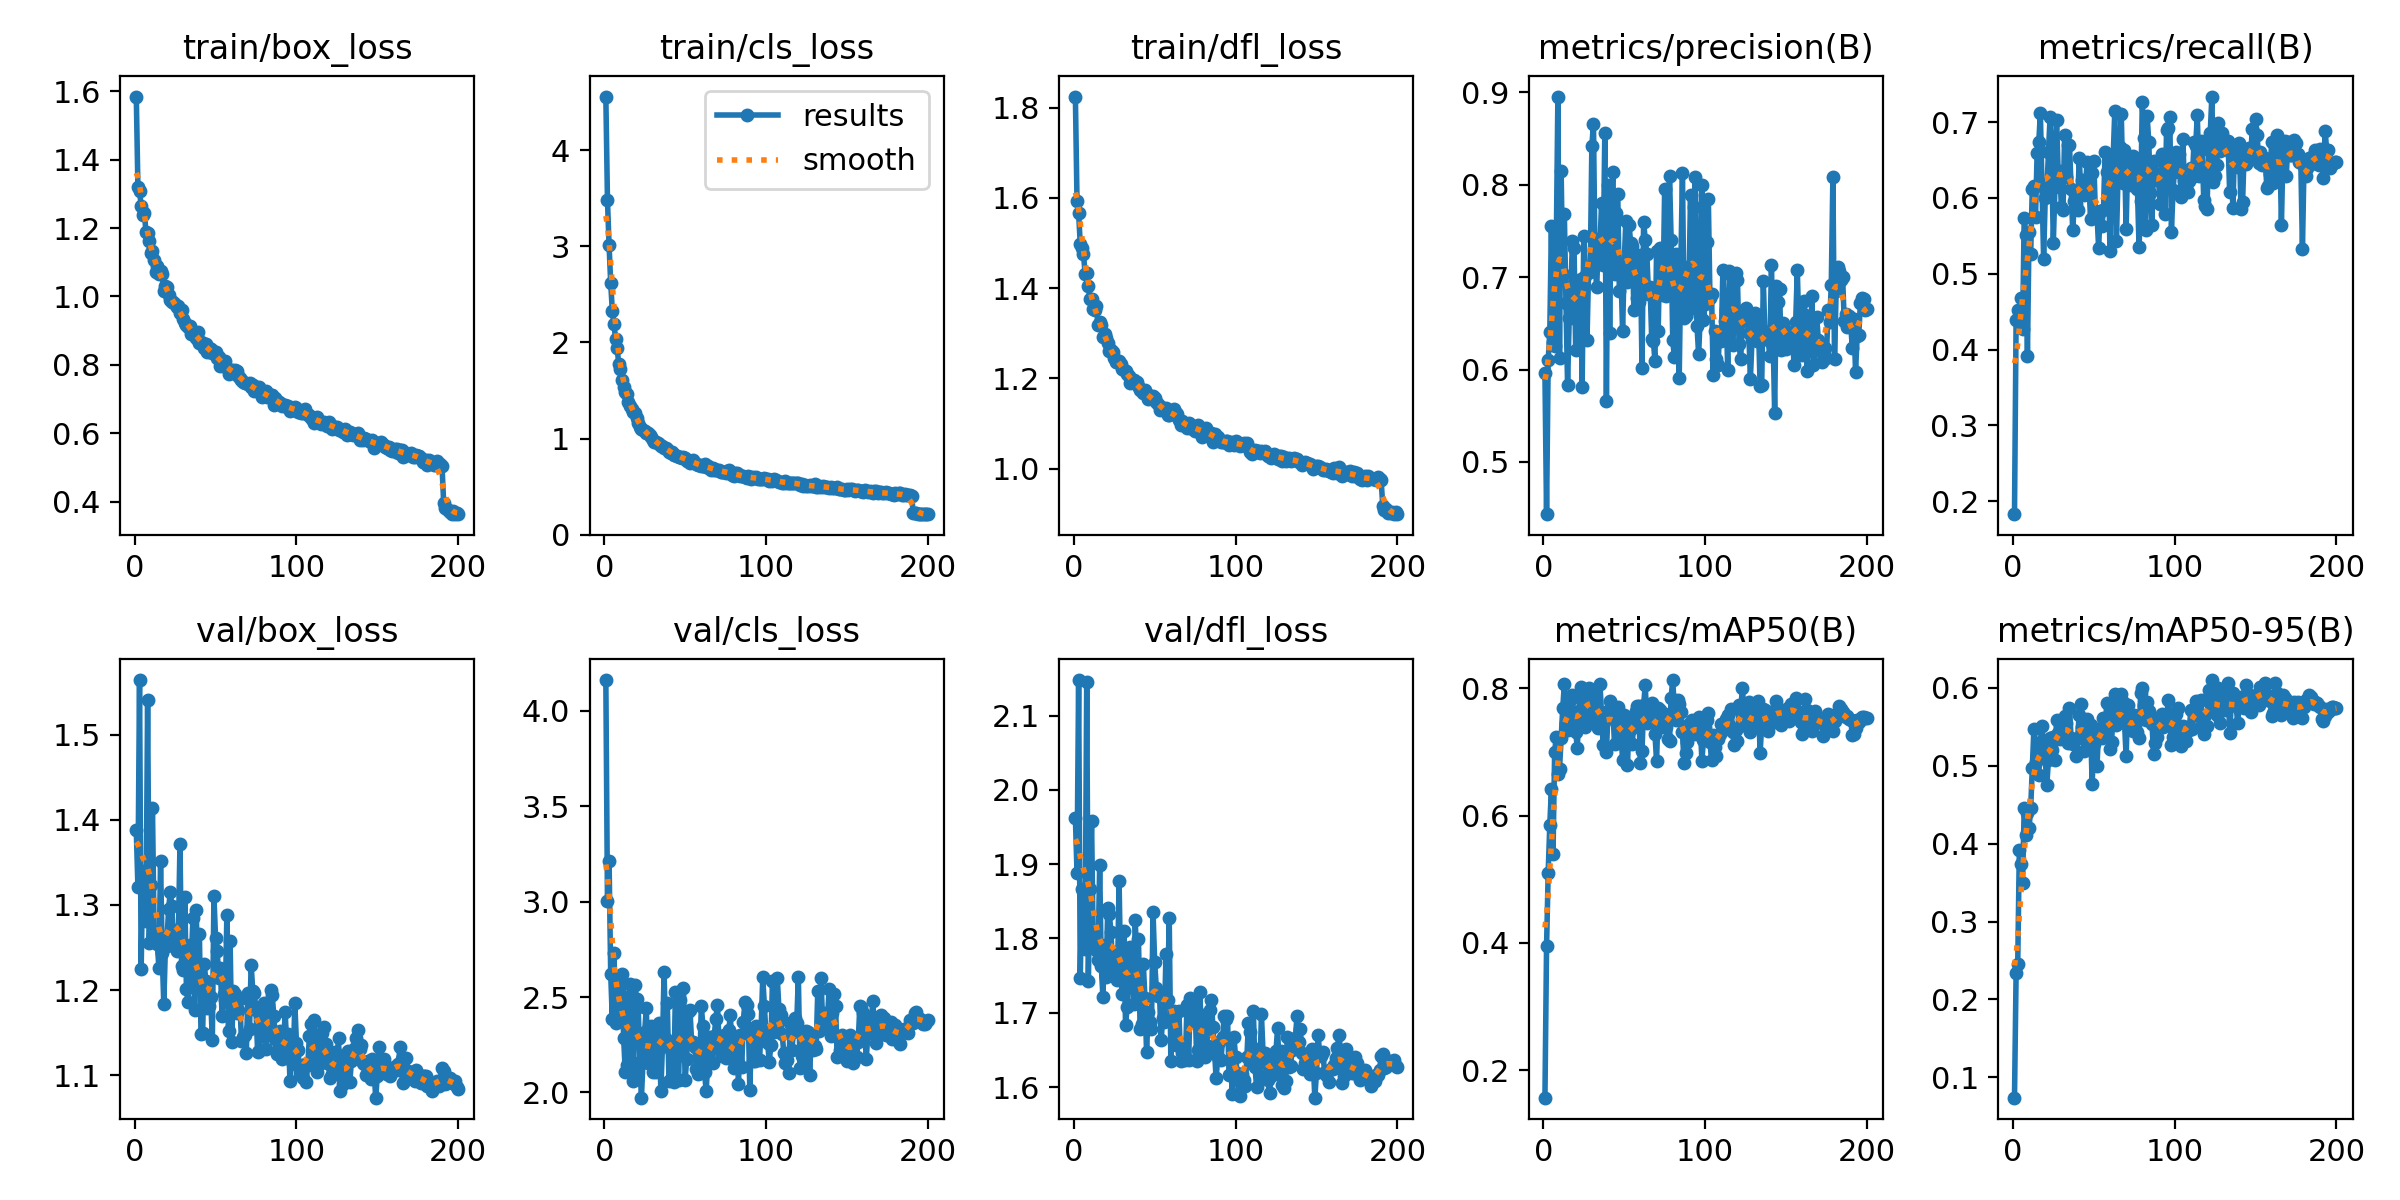 train/box_loss
1.6
1.4
1.2
1.0
0.8
0.6
0.4
0 100 200
train/cls_loss
results
smooth
4
3
2
1
0
0 100 200
train/dfl_loss
1.8
1.6
1.4
1.2
1.0
0 100 200
metrics/precision(B)
0.9
0.8
0.7
0.6
0.5
0 100 200
metrics/recall(B)
0.7
0.6
0.5
0.4
0.3
0.2
0 100 200
val/box_loss
1.5
1.4
1.3
1.2
1.1
0 100 200
val/cls_loss
4.0
3.5
3.0
2.5
2.0
0 100 200
val/dfl_loss
2.1
2.0
1.9
1.8
1.7
1.6
0 100 200
metrics/mAP50(B)
0.8
0.6
0.4
0.2
0 100 200
metrics/mAP50-95(B)
0.6
0.5
0.4
0.3
0.2
0.1
0 100 200